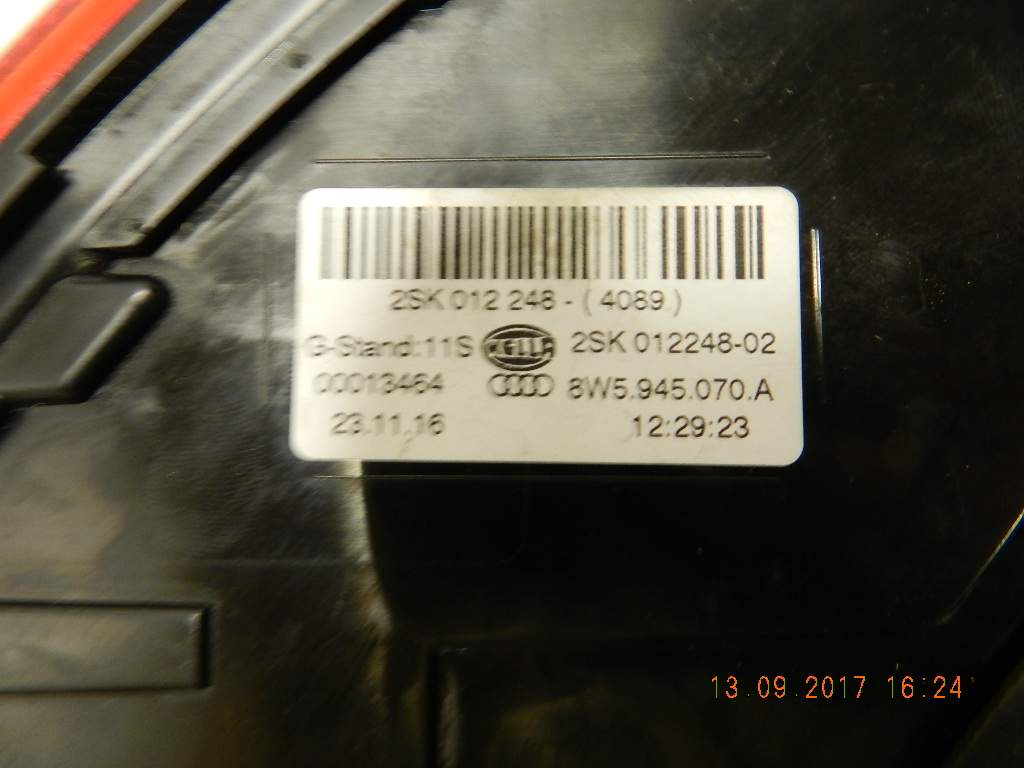 2SK 012 248 - ( 4089 )
G-Stand:11S HELLA 2SK 012248-02
00013464 8W5.945.070.A
23.11.16 12:29:23
13.09.2017 16:24